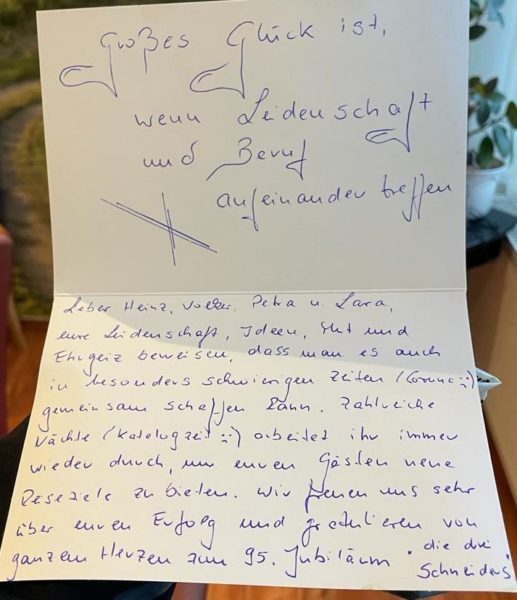 Großes Glück ist,
wenn Leidenschaft
und Beruf
aufeinander treffen
Lieber Heinz, Volker, Petra u. Lara,
eure Leidenschaft, Ideen, Mut und
Ehrgeiz beweisen, dass man es auch
in besonders schwierigen Zeiten (Corona :-)
gemeinsam schaffen kann. Zahlreiche
Nächte (Katalogzeit :-) arbeitet ihr immer
wieder durch, um euren Gästen neue
Reseziele zu bieten. Wir freuen uns sehr
über euren Erfolg und gratulieren von
ganzem Herzen zum 95. Jubiläum "die drei
Schneiders"